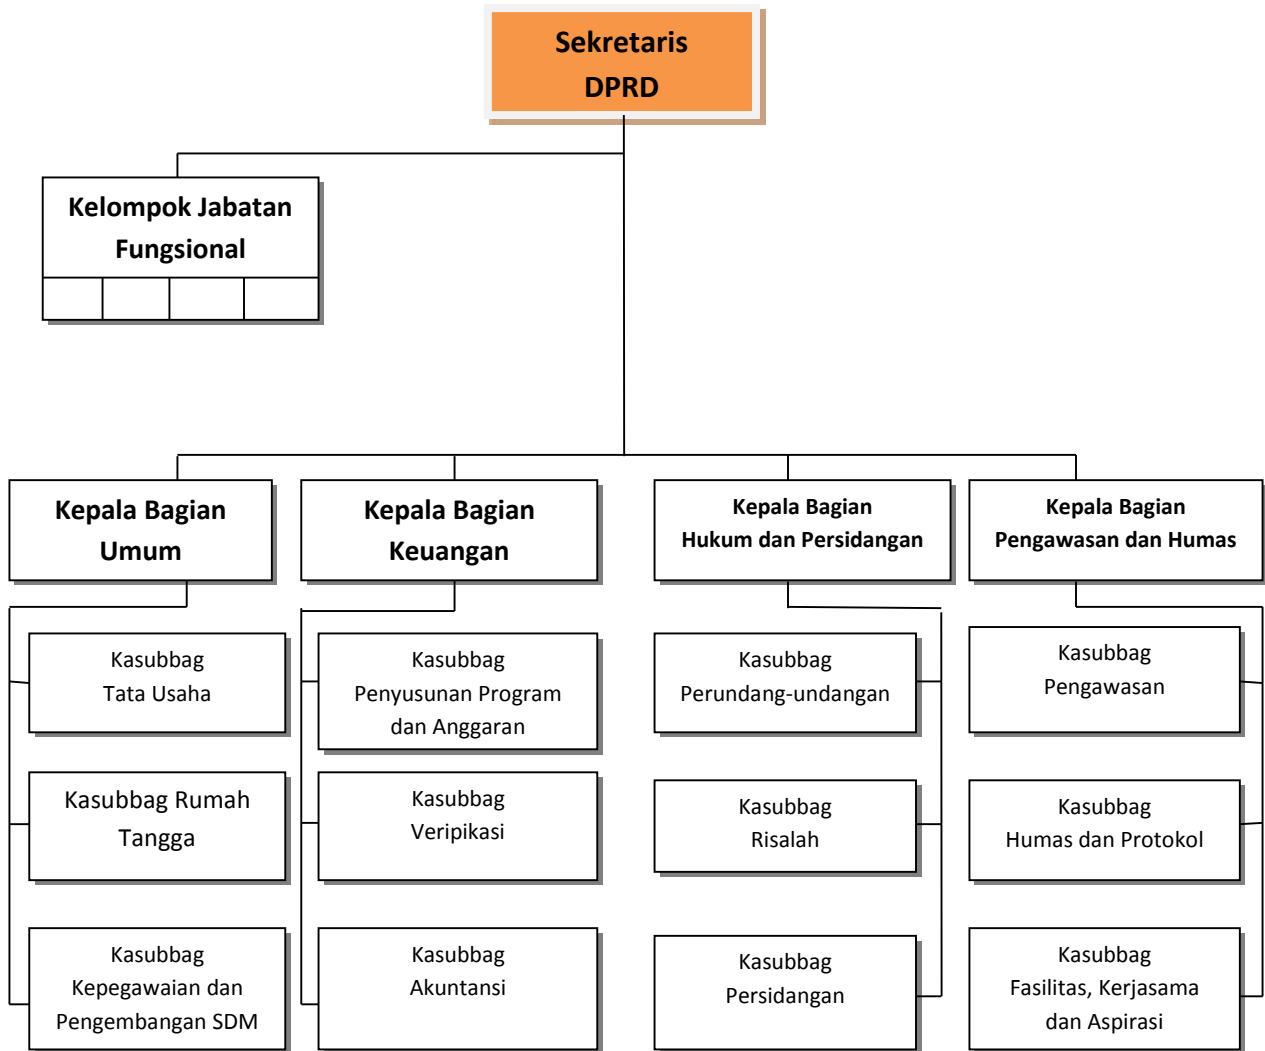 Sekretaris
DPRD
Kelompok Jabatan
Fungsional
Kepala Bagian
Umum
Kepala Bagian
Keuangan
Kepala Bagian
Hukum dan Persidangan
Kepala Bagian
Pengawasan dan Humas
Kasubbag
Tata Usaha
Kasubbag
Penyusunan Program
dan Anggaran
Kasubbag
Perundang-undangan
Kasubbag
Pengawasan
Kasubbag Rumah
Tangga
Kasubbag
Veripikasi
Kasubbag
Risalah
Kasubbag
Humas dan Protokol
Kasubbag
Kepegawaian dan
Pengembangan SDM
Kasubbag
Akuntansi
Kasubbag
Persidangan
Kasubbag
Fasilitas, Kerjasama
dan Aspirasi